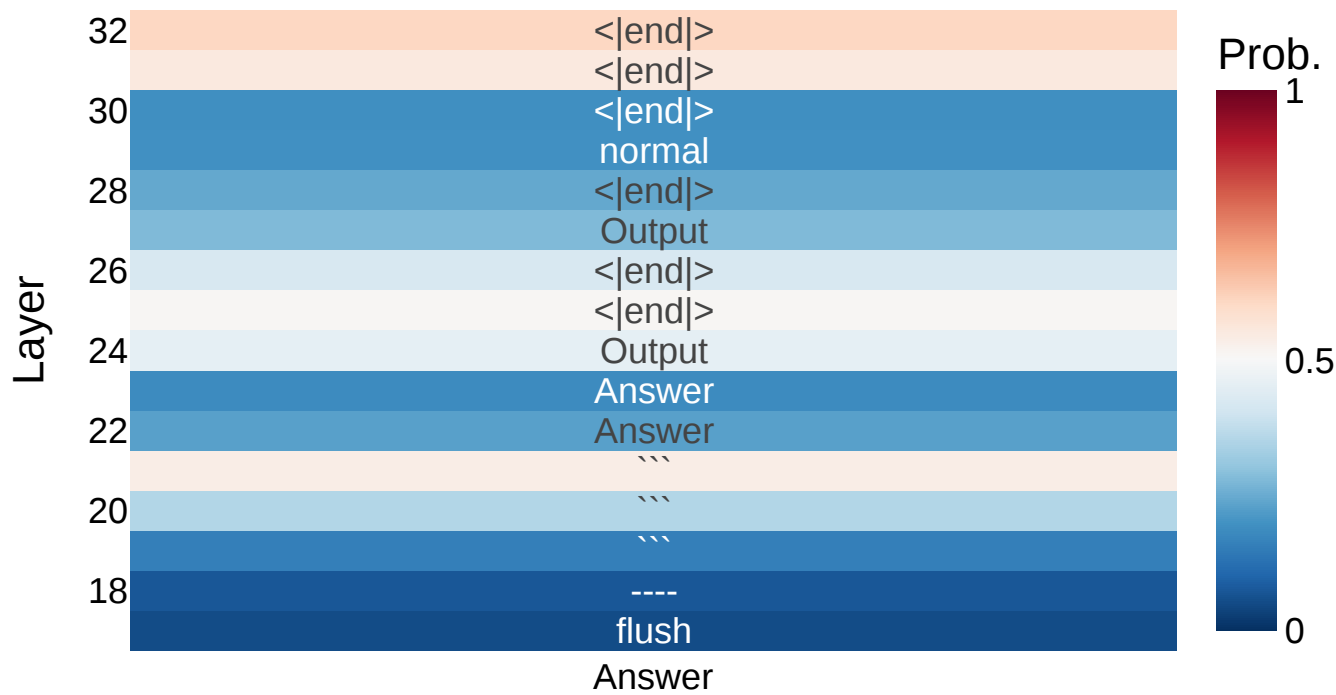 32
<|end|>
<|end|>
30
<|end|>
normal
28
<|end|>
Output
26
<|end|>
<|end|>
24
Output
Answer
22
Answer
```
20
```
```
18
----
flush
Answer
Layer
Prob.
1
0.5
0